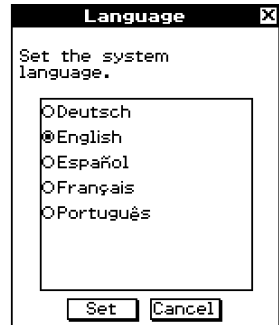 Language
Set the system
language.
Deutsch
English
Español
Français
Português
Set Cancel